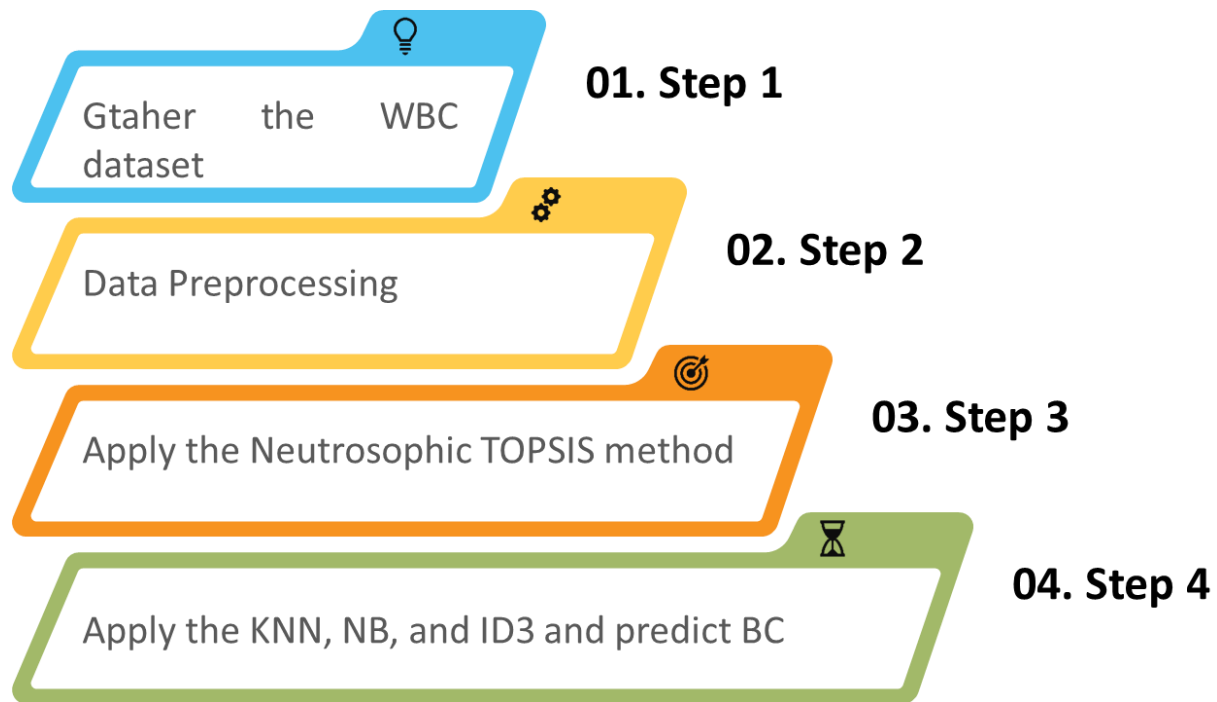 01. Step 1
Gtaher the WBC
dataset
02. Step 2
Data Preprocessing
03. Step 3
Apply the Neutrosophic TOPSIS method
04. Step 4
Apply the KNN, NB, and ID3 and predict BC